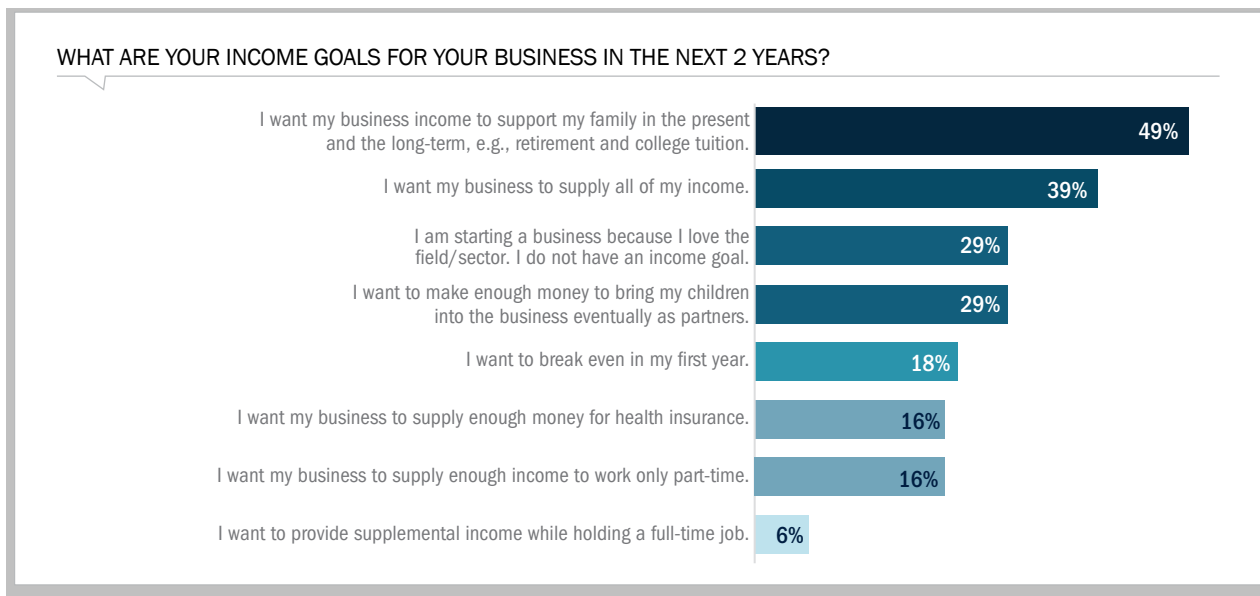 WHAT ARE YOUR INCOME GOALS FOR YOUR BUSINESS IN THE NEXT 2 YEARS?
I want my business income to support my family in the present
and the long-term, e.g., retirement and college tuition.
49%
I want my business to supply all of my income.
39%
I am starting a business because I love the
field/sector. I do not have an income goal.
29%
I want to make enough money to bring my children
into the business eventually as partners.
29%
I want to break even in my first year.
18%
I want my business to supply enough money for health insurance.
16%
I want my business to supply enough income to work only part-time.
16%
I want to provide supplemental income while holding a full-time job.
6%